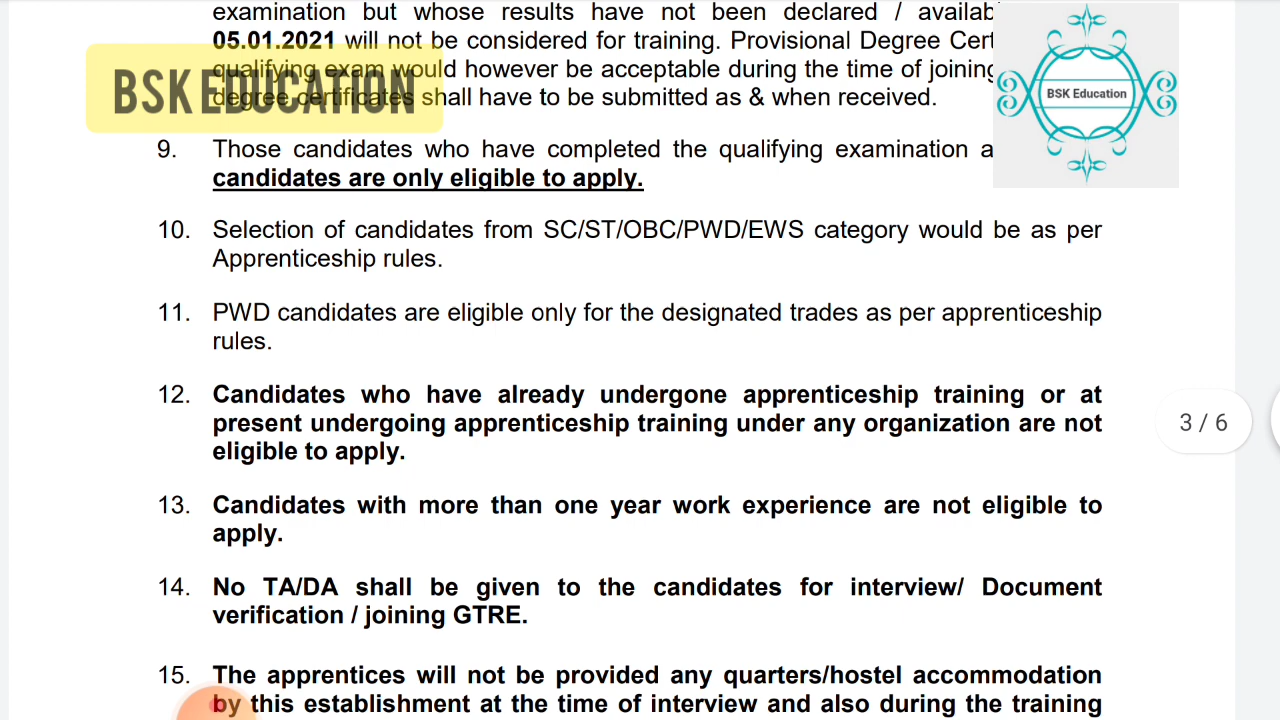 examination but whose results have not been declared /
05.01.2021 will not be considered for training. Provisional Degree
qualifying exam would however be acceptable during the time of joining
degree certificates shall have to be submitted as & when received.
BSK EDUCATION
BSK Education
9. Those candidates who have completed the qualifying examination
candidates are only eligible to apply.
10. Selection of candidates from SC/ST/OBC/PWD/EWS category would be as per
Apprenticeship rules.
11. PWD candidates are eligible only for the designated trades as per apprenticeship
rules.
12. Candidates who have already undergone apprenticeship training or at
present undergoing apprenticeship training under any organization are not
eligible to apply.
3 / 6
13. Candidates with more than one year work experience are not eligible to
apply.
14. No TA/DA shall be given to the candidates for interview/ Document
verification / joining GTRE.
15. The apprentices will not be provided any quarters/hostel accommodation
by this establishment at the time of interview and also during the training